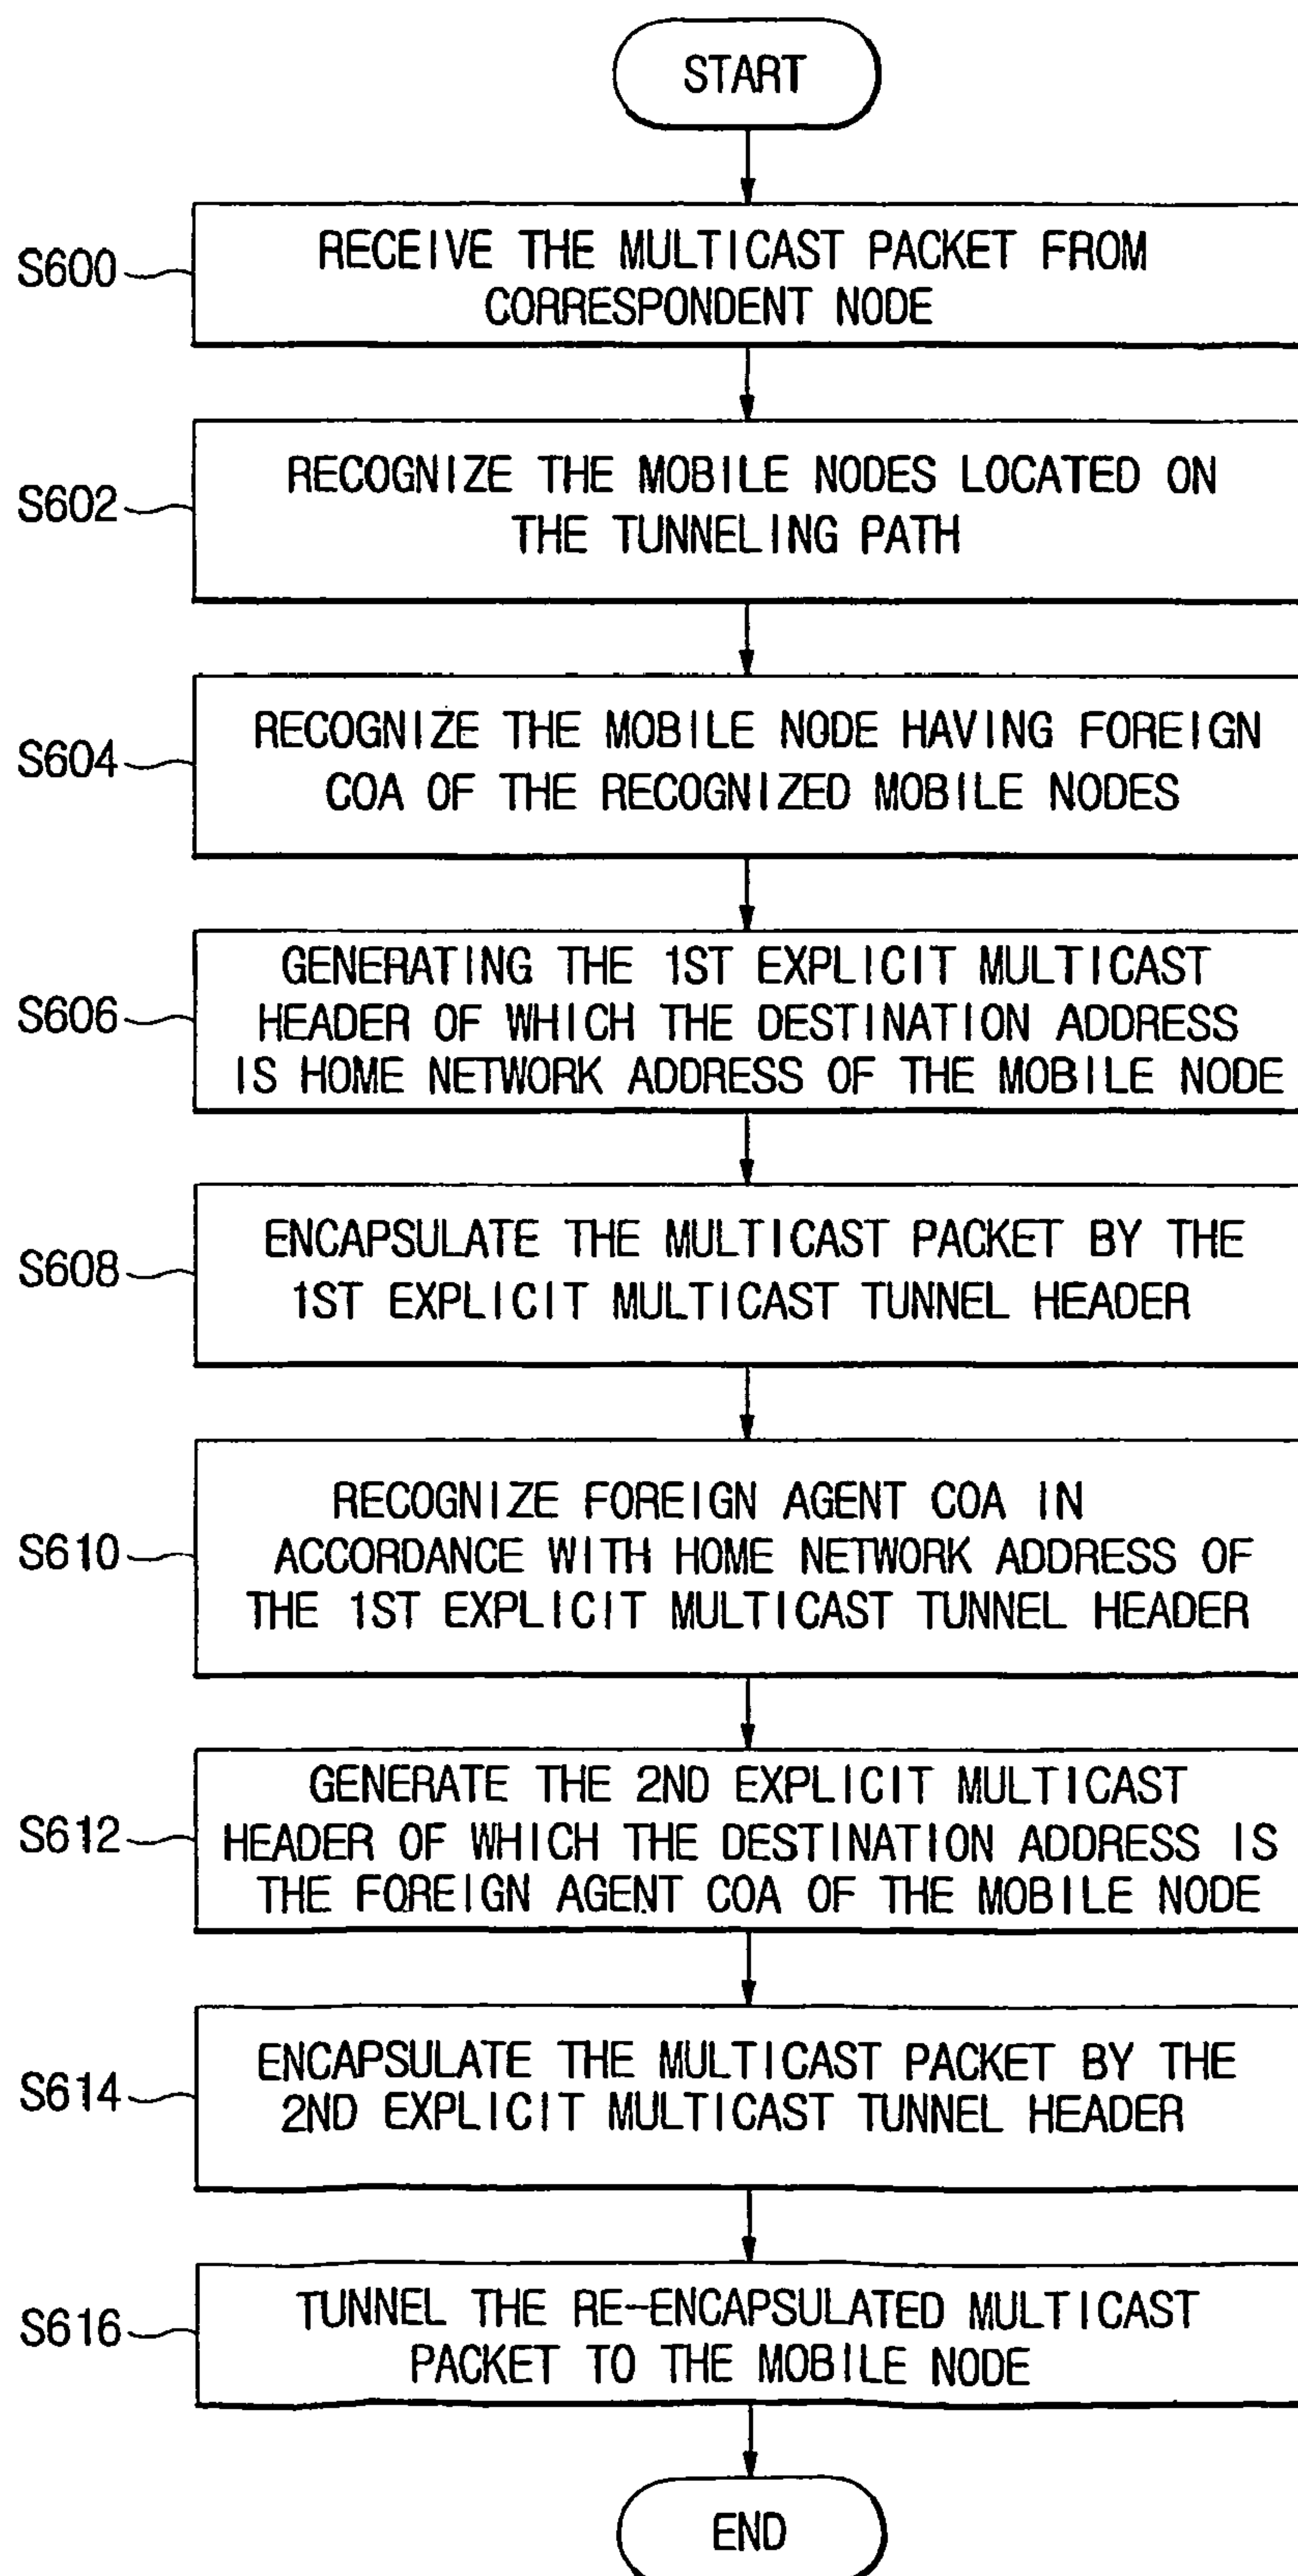 START
S600
RECEIVE THE MULTICAST PACKET FROM
CORRESPONDENT NODE
S602
RECOGNIZE THE MOBILE NODES LOCATED ON
THE TUNNELING PATH
S604
RECOGNIZE THE MOBILE NODE HAVING FOREIGN
COA OF THE RECOGNIZED MOBILE NODES
S606
GENERATING THE 1ST EXPLICIT MULTICAST
HEADER OF WHICH THE DESTINATION ADDRESS
IS HOME NETWORK ADDRESS OF THE MOBILE NODE
S608
ENCAPSULATE THE MULTICAST PACKET BY THE
1ST EXPLICIT MULTICAST TUNNEL HEADER
S610
RECOGNIZE FOREIGN AGENT COA IN
ACCORDANCE WITH HOME NETWORK ADDRESS OF
THE 1ST EXPLICIT MULTICAST TUNNEL HEADER
S612
GENERATE THE 2ND EXPLICIT MULTICAST
HEADER OF WHICH THE DESTINATION ADDRESS IS
THE FOREIGN AGENT COA OF THE MOBILE NODE
S614
ENCAPSULATE THE MULTICAST PACKET BY THE
2ND EXPLICIT MULTICAST TUNNEL HEADER
S616
TUNNEL THE RE-ENCAPSULATED MULTICAST
PACKET TO THE MOBILE NODE
END